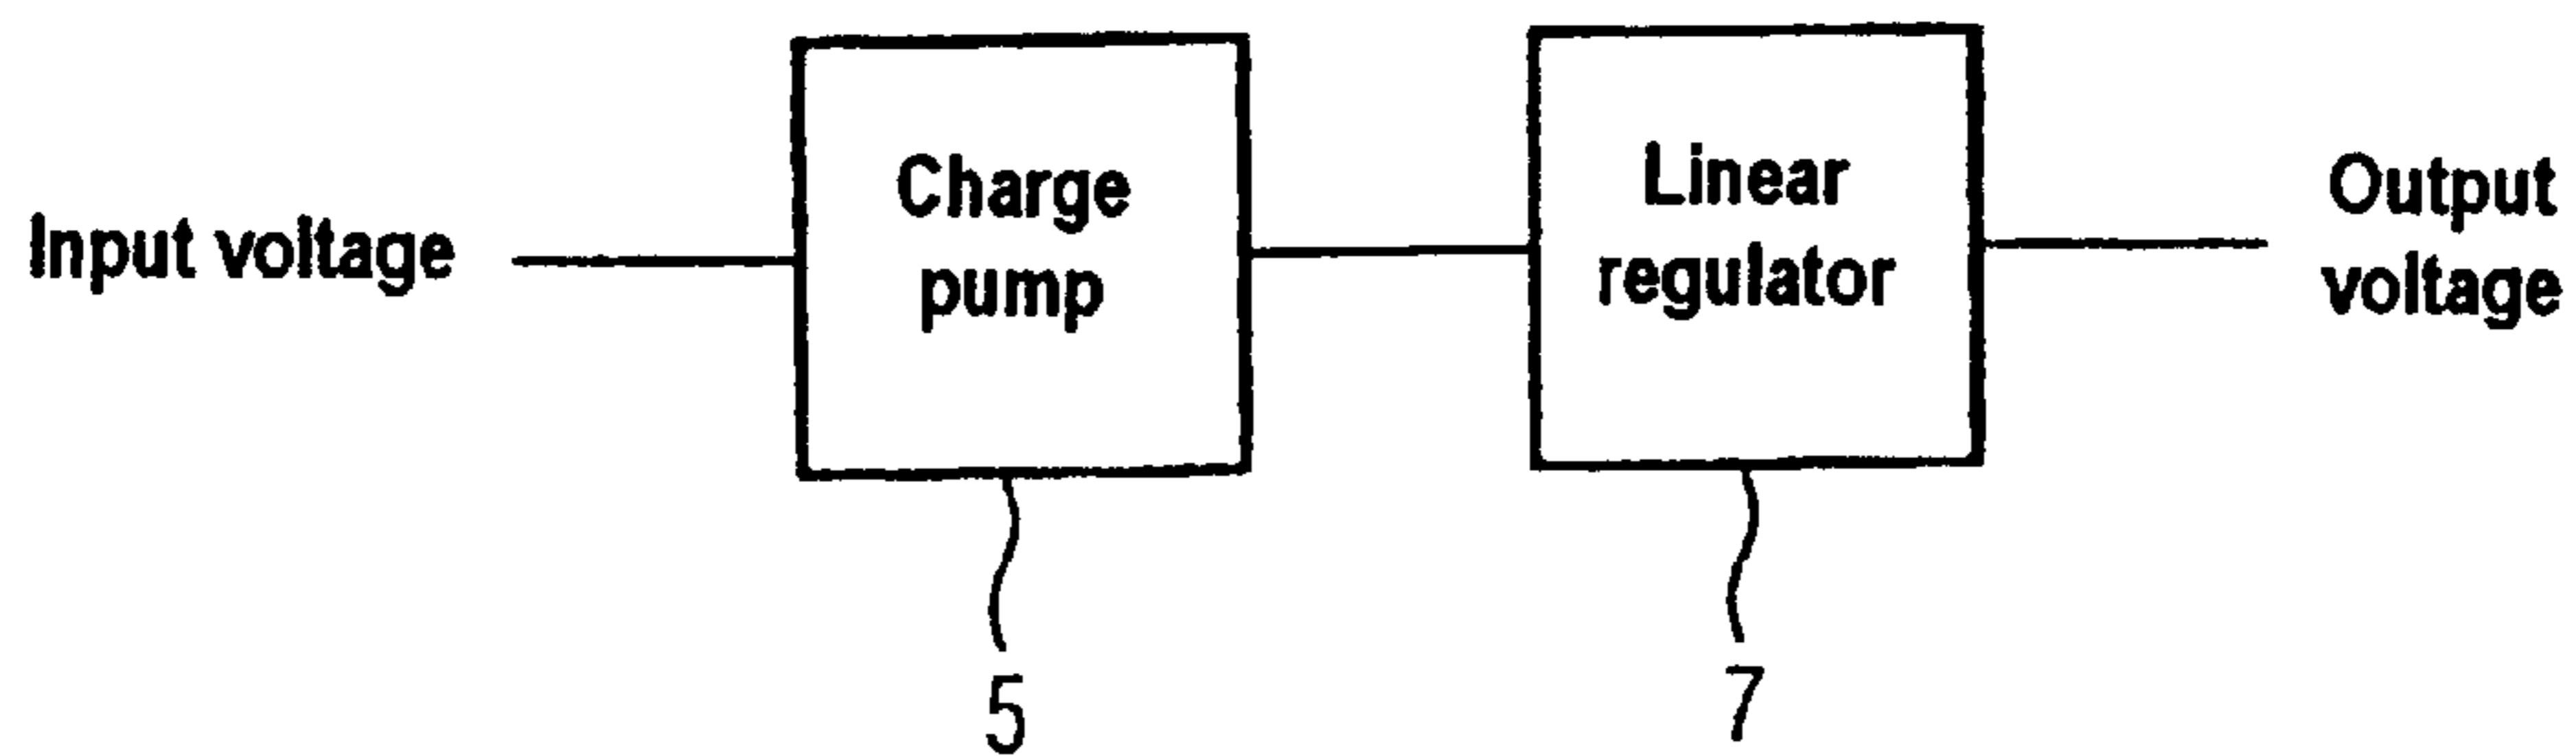 Input voltage
Charge
pump
Linear
regulator
Output
voltage
5
7